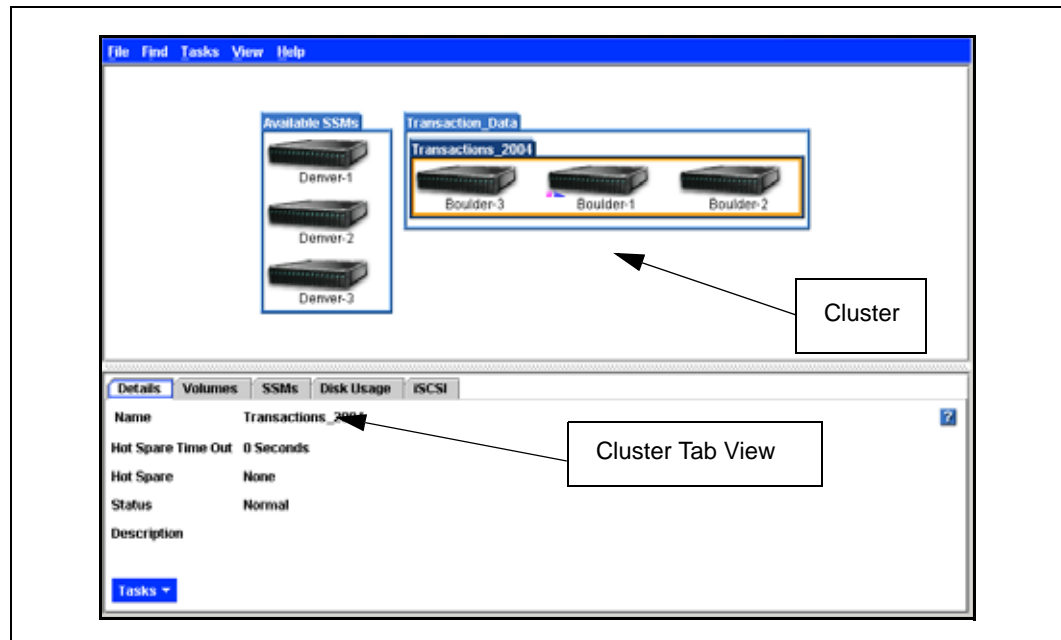 File Find Tasks View Help
Available SSMs
Denver-1
Denver-2
Denver-3
Transaction_Data
Transactions_2004
Boulder-3 Boulder-1 Boulder-2
Cluster
Details Volumes SSMs Disk Usage iSCSI
Name Transactions_2004
Cluster Tab View
Hot Spare Time Out 0 Seconds
Hot Spare None
Status Normal
Description
Tasks
?